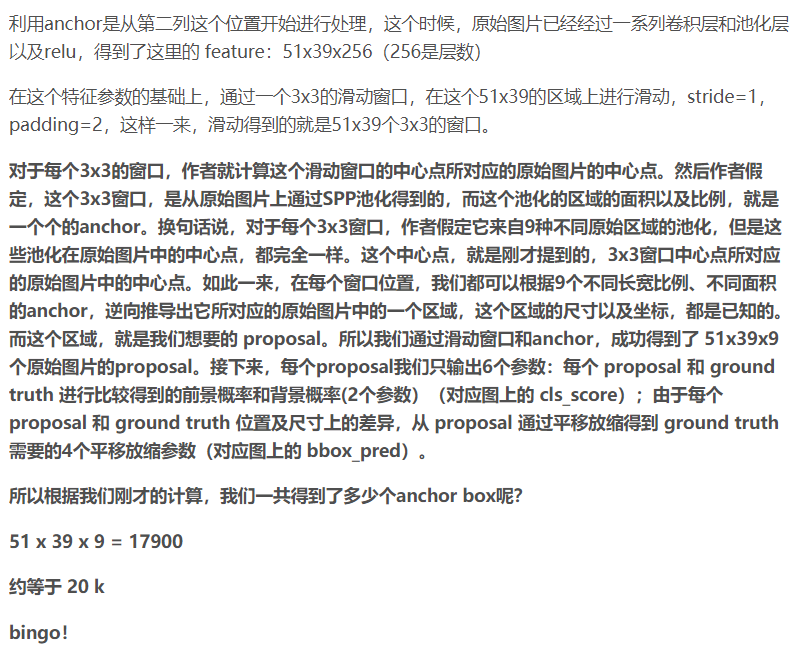 利用anchor是从第二列这个位置开始进行处理，这个时候，原始图片已经经过一系列卷积层和池化层
以及relu，得到了这里的 feature：51x39x256（256是层数）
在这个特征参数的基础上，通过一个3x3的滑动窗口，在这个51x39的区域上进行滑动，stride=1，
padding=2，这样一来，滑动得到的就是51x39个3x3的窗口。
对于每个3x3的窗口，作者就计算这个滑动窗口的中心点所对应的原始图片的中心点。然后作者假
定，这个3x3窗口，是从原始图片上通过SPP池化得到的，而这个池化的区域的面积以及比例，就是
一个个的anchor。换句话说，对于每个3x3窗口，作者假定它来自9种不同原始区域的池化，但是这
些池化在原始图片中的中心点，都完全一样。这个中心点，就是刚才提到的，3x3窗口中心点所对应
的原始图片中的中心点。如此一来，在每个窗口位置，我们都可以根据9个不同长宽比例、不同面积
的anchor，逆向推导出它所对应的原始图片中的一个区域，这个区域的尺寸以及坐标，都是已知的。
而这个区域，就是我们想要的 proposal。所以我们通过滑动窗口和anchor，成功得到了 51x39x9
个原始图片的proposal。接下来，每个proposal我们只输出6个参数：每个 proposal 和 ground
truth 进行比较得到的前景概率和背景概率(2个参数）（对应图上的 cls_score）；由于每个
proposal 和 ground truth 位置及尺寸上的差异，从 proposal 通过平移放缩得到 ground truth
需要的4个平移放缩参数（对应图上的 bbox_pred）。
所以根据我们刚才的计算，我们一共得到了多少个anchor box呢？
51 x 39 x 9 = 17900
约等于 20 k
bingo！